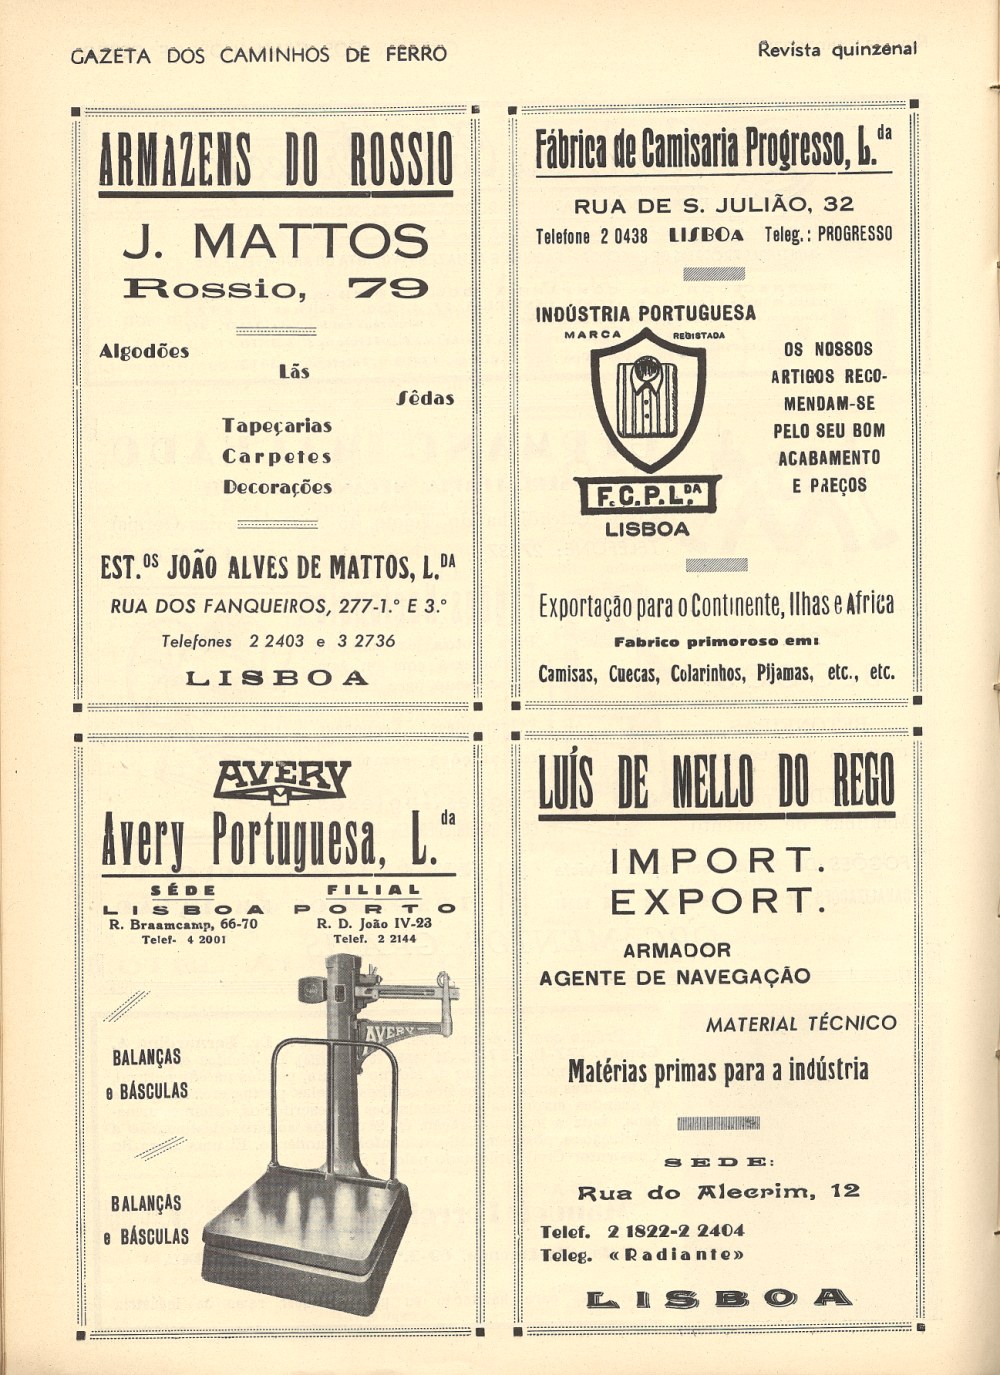 GAZETA DOS CAMINHOS DE FERRO
Revista quinzenal
ARMAZENS DO ROSSIO
J. MATTOS
Rossio, 79
Algodões
Lãs
Sêdas
Tapeçarias
Carpetes
Decorações
EST.OS JOÃO ALVES DE MATTOS, L.DA
RUA DOS FANQUEIROS, 277-1.º E 3.º
Telefones 2 2403 e 3 2736
LISBOA
Fábrica de Camisaria Progresso, L.da
RUA DE S. JULIÃO, 32
Telefone 2 0438 LISBOA Teleg.: PROGRESSO
INDÚSTRIA PORTUGUESA
MARCA REGISTADA
F.C.P.L.DA
LISBOA
OS NOSSOS
ARTIGOS RECO-
MENDAM-SE
PELO SEU BOM
ACABAMENTO
E PREÇOS
Exportação para o Continente, Ilhas e Africa
Fabrico primoroso em:
Camisas, Cuecas, Colarinhos, Pijamas, etc., etc.
AVERY
Avery Portuguesa, L.da
SÉDE
LISBOA
R. Braamcamp, 66-70
Telef- 4 2001
FILIAL
PORTO
R. D. João IV-23
Telef. 2 2144
AVERY
BALANÇAS
e BÁSCULAS
BALANÇAS
e BÁSCULAS
LUÍS DE MELLO DO REGO
IMPORT.
EXPORT.
ARMADOR
AGENTE DE NAVEGAÇÃO
MATERIAL TÉCNICO
Matérias primas para a indústria
SEDE:
Rua do Alecrim, 12
Telef. 2 1822-2 2404
Teleg. «Radiante»
LISBOA